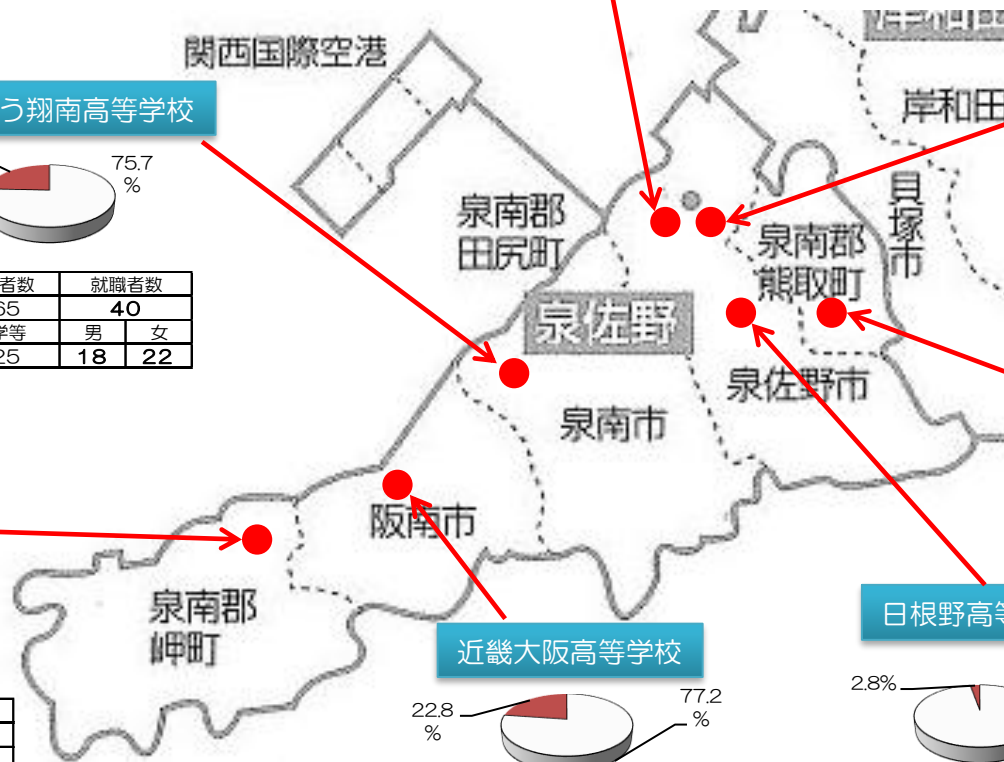 関西国際空港
岸和田
う翔南高等学校
岸和田
75.7
%
貝塚市
泉南郡
田尻町
泉南郡
熊取町
者数 就職者数
65 40
学等 男 女
25 18 22
泉佐野
泉佐野市
泉南市
阪南市
泉南郡
岬町
日根野高等
近畿大阪高等学校
22.8
%
77.2
%
2.8%